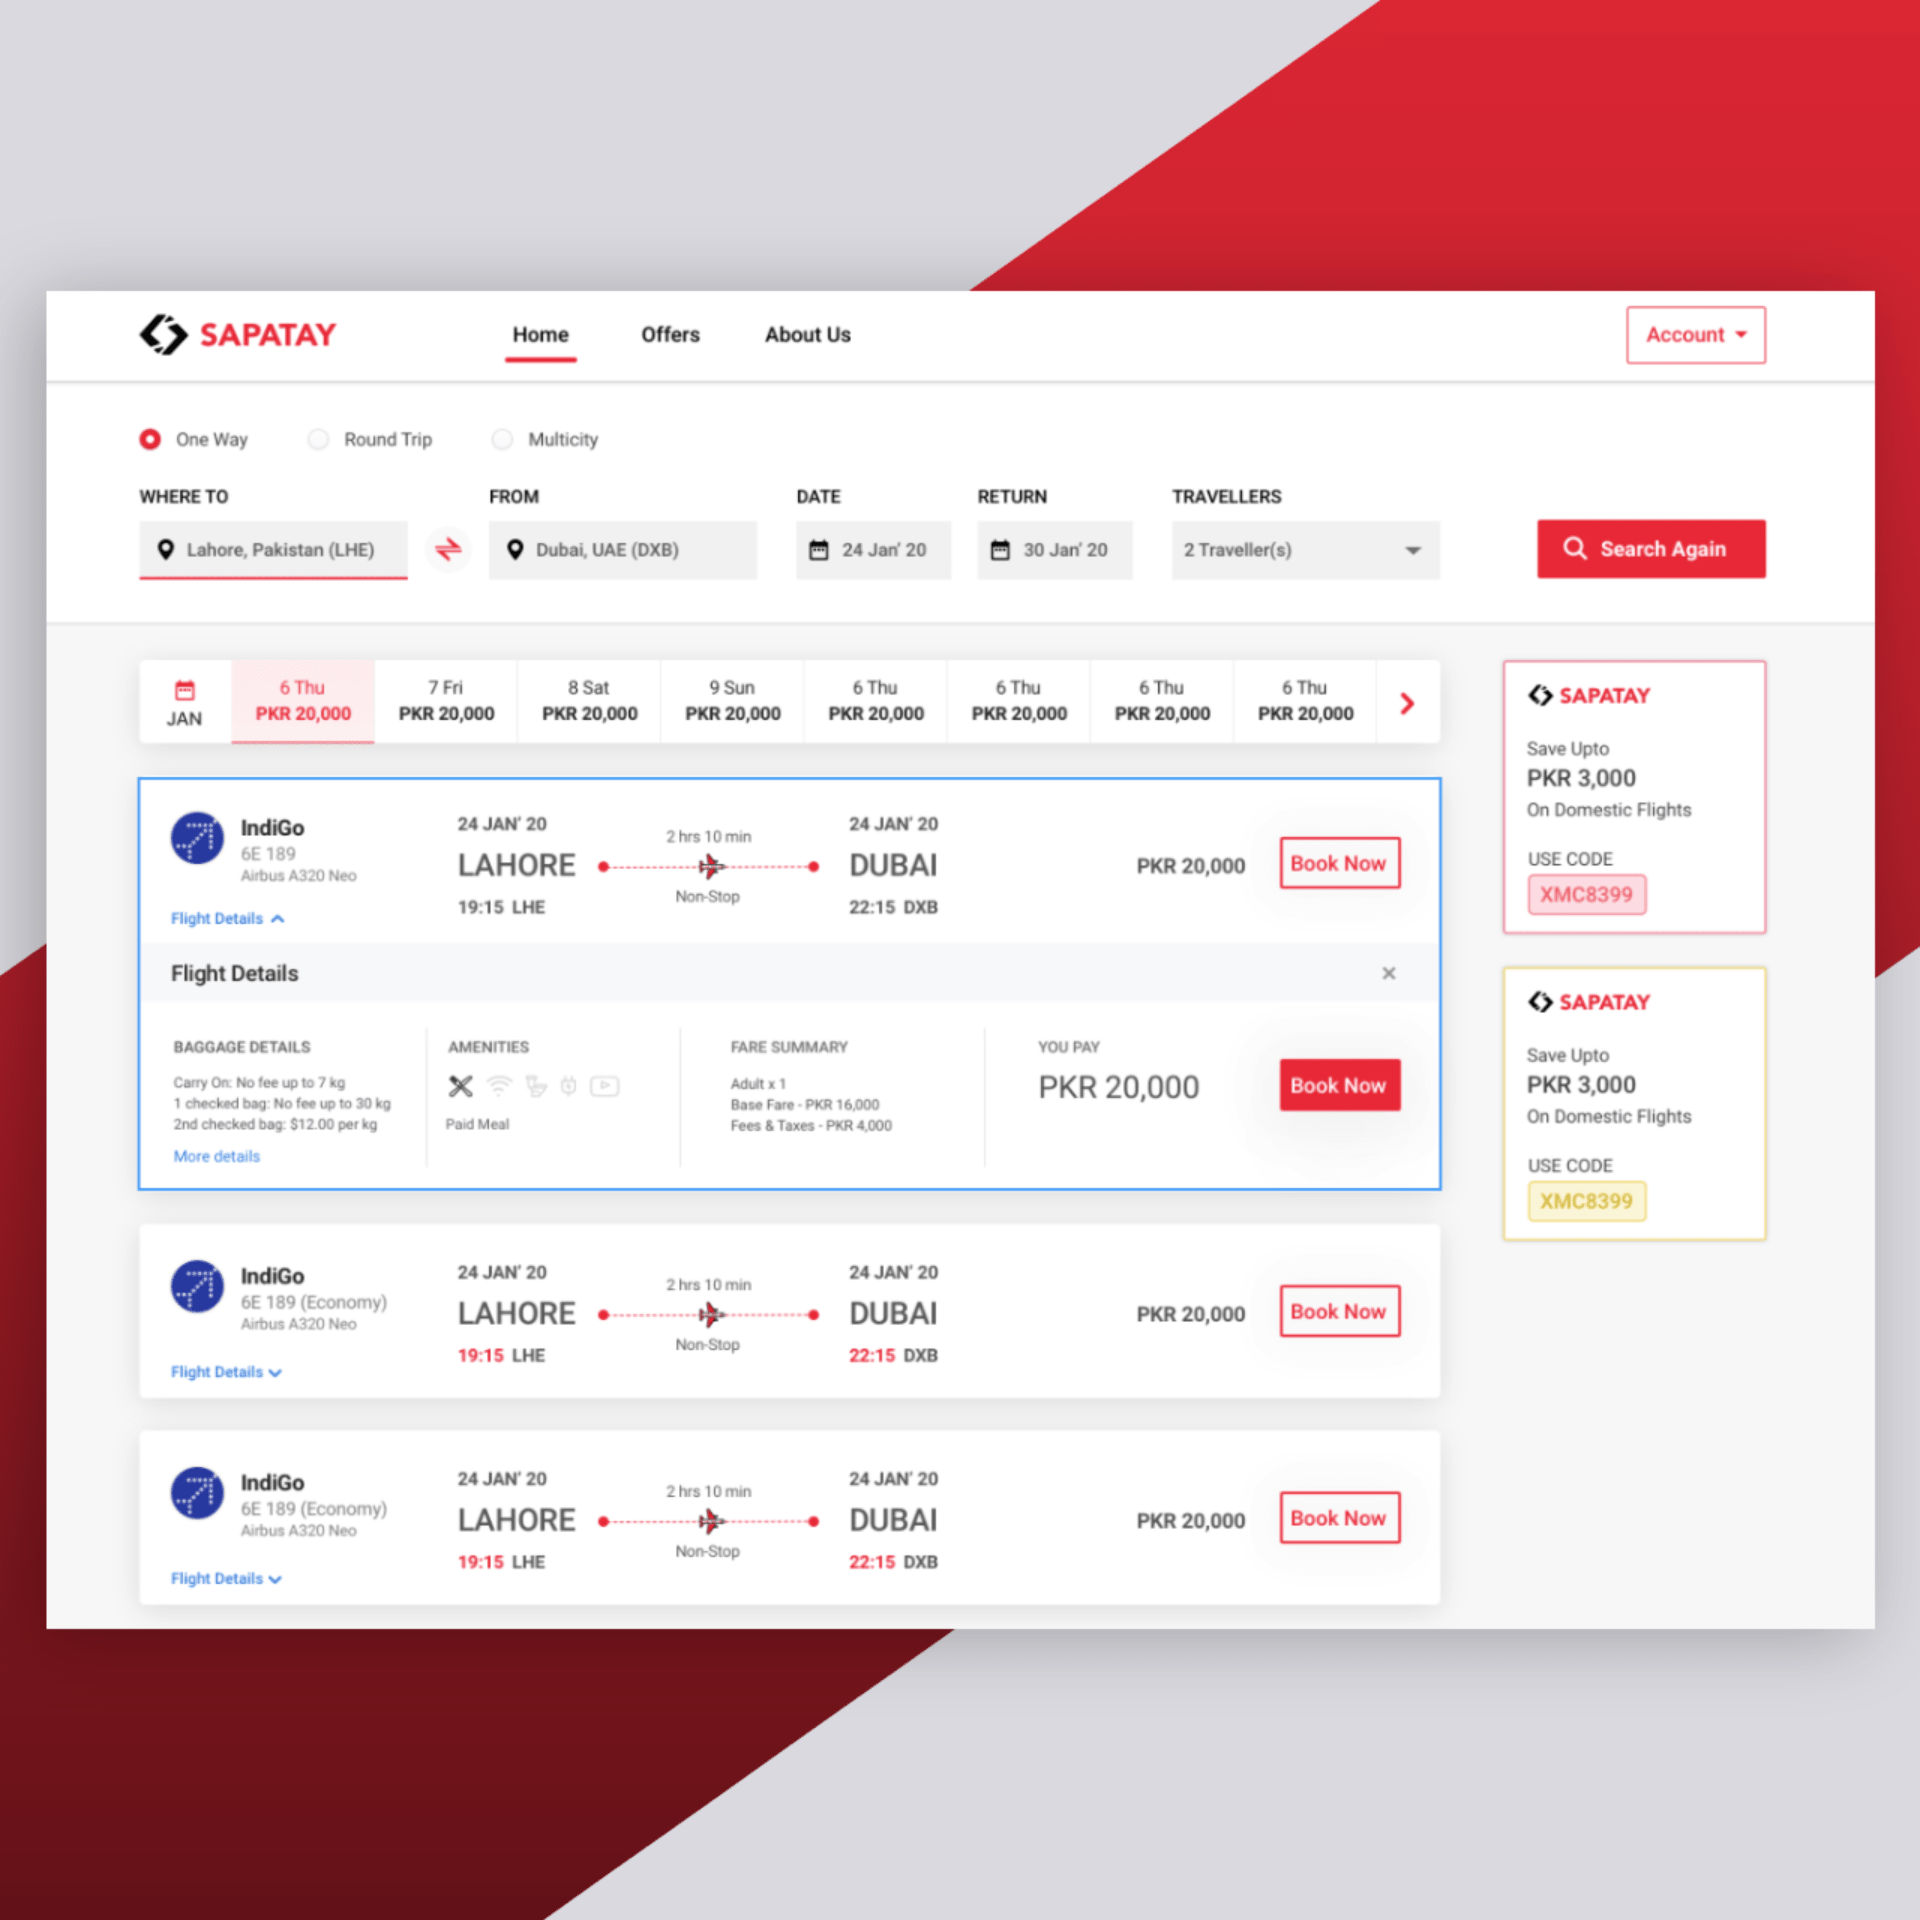 SAPATAY
Home Offers About Us
Account
One Way Round Trip Multicity
WHERE TO FROM DATE RETURN TRAVELLERS
Lahore, Pakistan (LHE) Dubai, UAE (DXB) 24 Jan' 20 30 Jan' 20 2 Traveller(s) Search Again
JAN
6 Thu 7 Fri 8 Sat 9 Sun 6 Thu 6 Thu 6 Thu 6 Thu
PKR 20,000 PKR 20,000 PKR 20,000 PKR 20,000 PKR 20,000 PKR 20,000 PKR 20,000 PKR 20,000
IndiGo
6E 189
Airbus A320 Neo
Flight Details
24 JAN' 20
LAHORE
19:15 LHE
2 hrs 10 min
Non-Stop
24 JAN' 20
DUBAI
22:15 DXB
PKR 20,000
Book Now
Flight Details
BAGGAGE DETAILS
Carry On: No fee up to 7 kg
1 checked bag: No fee up to 30 kg
2nd checked bag: $12.00 per kg
More details
AMENITIES
Paid Meal
FARE SUMMARY
Adult x 1
Base Fare - PKR 16,000
Fees & Taxes - PKR 4,000
YOU PAY
PKR 20,000
Book Now
IndiGo
6E 189 (Economy)
Airbus A320 Neo
Flight Details
24 JAN' 20
LAHORE
19:15 LHE
2 hrs 10 min
Non-Stop
24 JAN' 20
DUBAI
22:15 DXB
PKR 20,000
Book Now
IndiGo
6E 189 (Economy)
Airbus A320 Neo
Flight Details
24 JAN' 20
LAHORE
19:15 LHE
2 hrs 10 min
Non-Stop
24 JAN' 20
DUBAI
22:15 DXB
PKR 20,000
Book Now
SAPATAY
Save Upto
PKR 3,000
On Domestic Flights
USE CODE
XMC8399
SAPATAY
Save Upto
PKR 3,000
On Domestic Flights
USE CODE
XMC8399